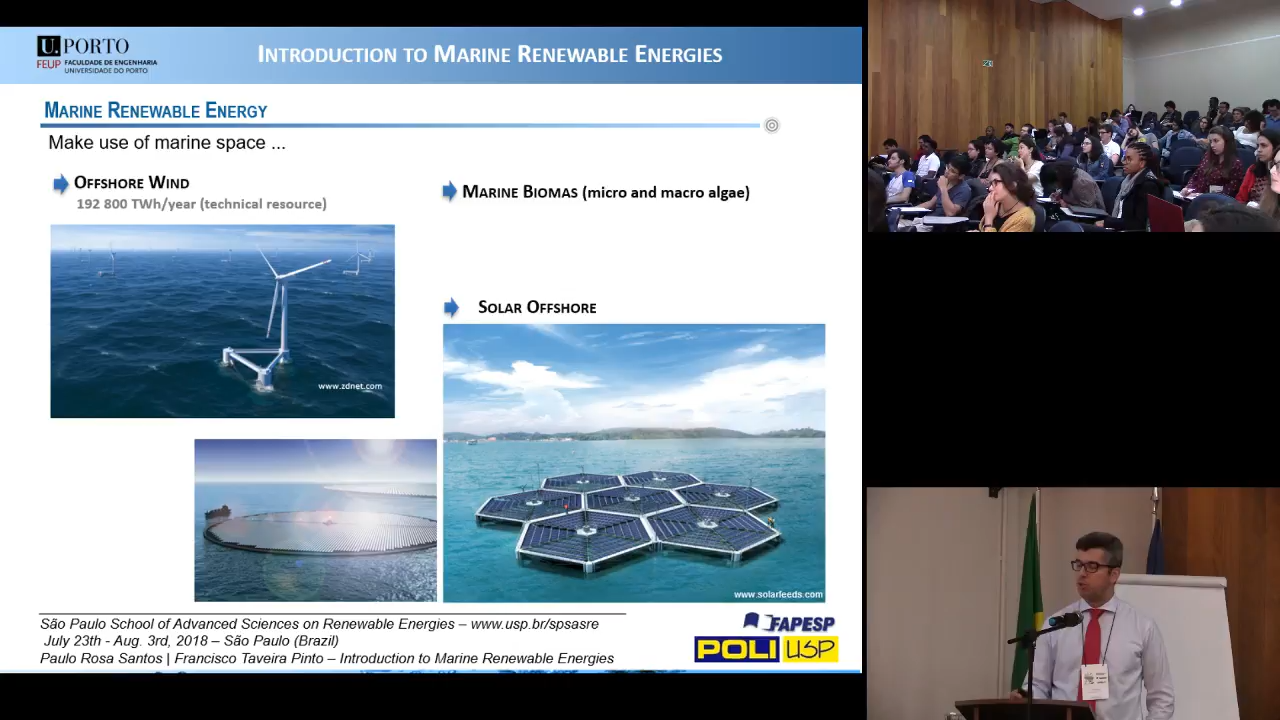 U.PORTO
FEUP FACULDADE DE ENGENHARIA
UNIVERSIDADE DO PORTO
INTRODUCTION TO MARINE RENEWABLE ENERGIES
MARINE RENEWABLE ENERGY
Make use of marine space ...
OFFSHORE WIND
192 800 TWh/year (technical resource)
www.zdnet.com
MARINE BIOMAS (micro and macro algae)
SOLAR OFFSHORE
www.solarfeeds.com
São Paulo School of Advanced Sciences on Renewable Energies – www.usp.br/spsasre
July 23th - Aug. 3rd, 2018 – São Paulo (Brazil)
Paulo Rosa Santos | Francisco Taveira Pinto – Introduction to Marine Renewable Energies
FAPESP
POLI USP